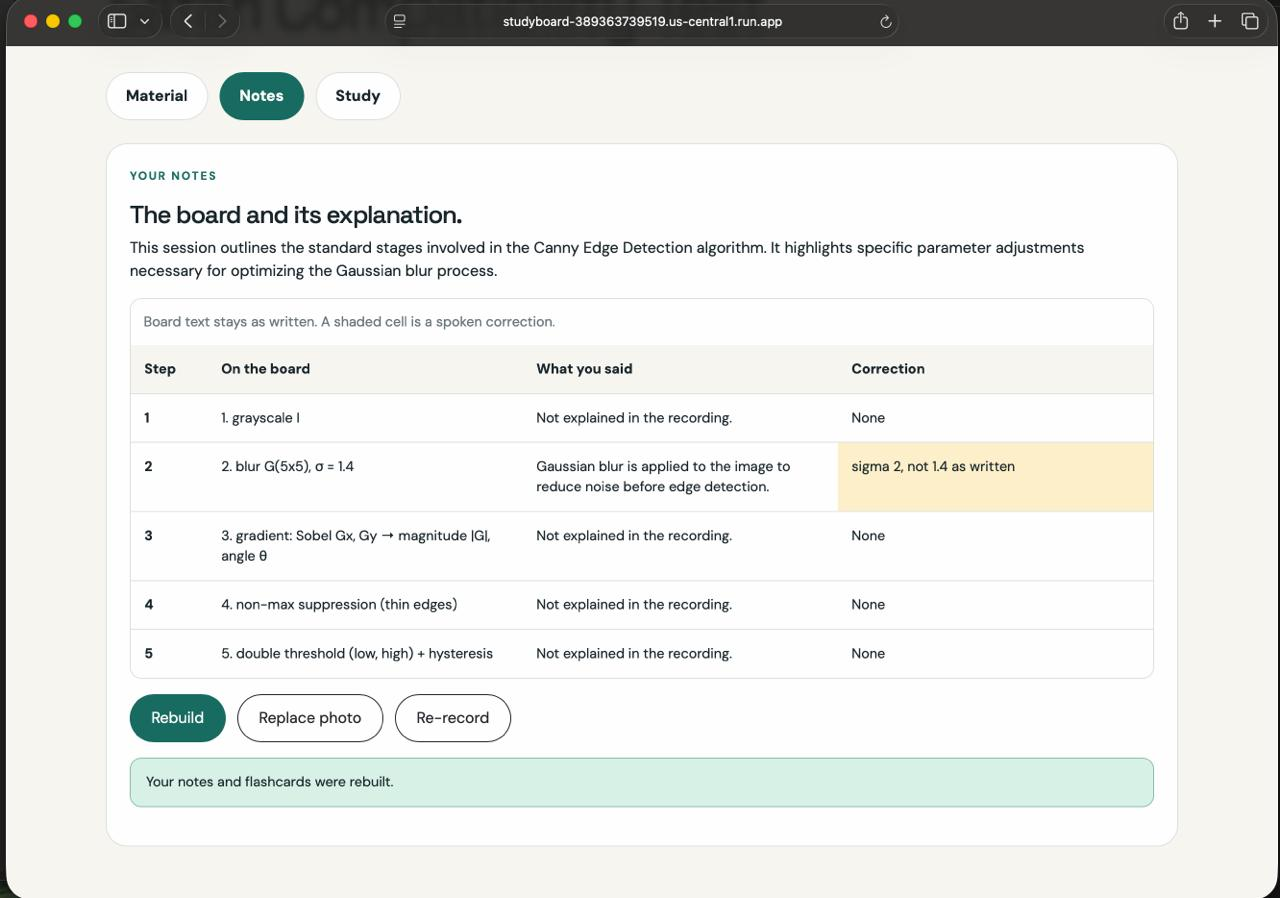 studyboard-389363739519.us-central1.run.app
Material
Notes
Study
YOUR NOTES
The board and its explanation.
This session outlines the standard stages involved in the Canny Edge Detection algorithm. It highlights specific parameter adjustments
necessary for optimizing the Gaussian blur process.
Board text stays as written. A shaded cell is a spoken correction.
Step On the board What you said Correction
1 1. grayscale I Not explained in the recording. None
2 2. blur G(5x5), σ = 1.4 Gaussian blur is applied to the image to sigma 2, not 1.4 as written
reduce noise before edge detection.
3 3. gradient: Sobel Gx, Gy → magnitude |G|, Not explained in the recording. None
angle θ
4 4. non-max suppression (thin edges) Not explained in the recording. None
5 5. double threshold (low, high) + hysteresis Not explained in the recording. None
Rebuild
Replace photo
Re-record
Your notes and flashcards were rebuilt.